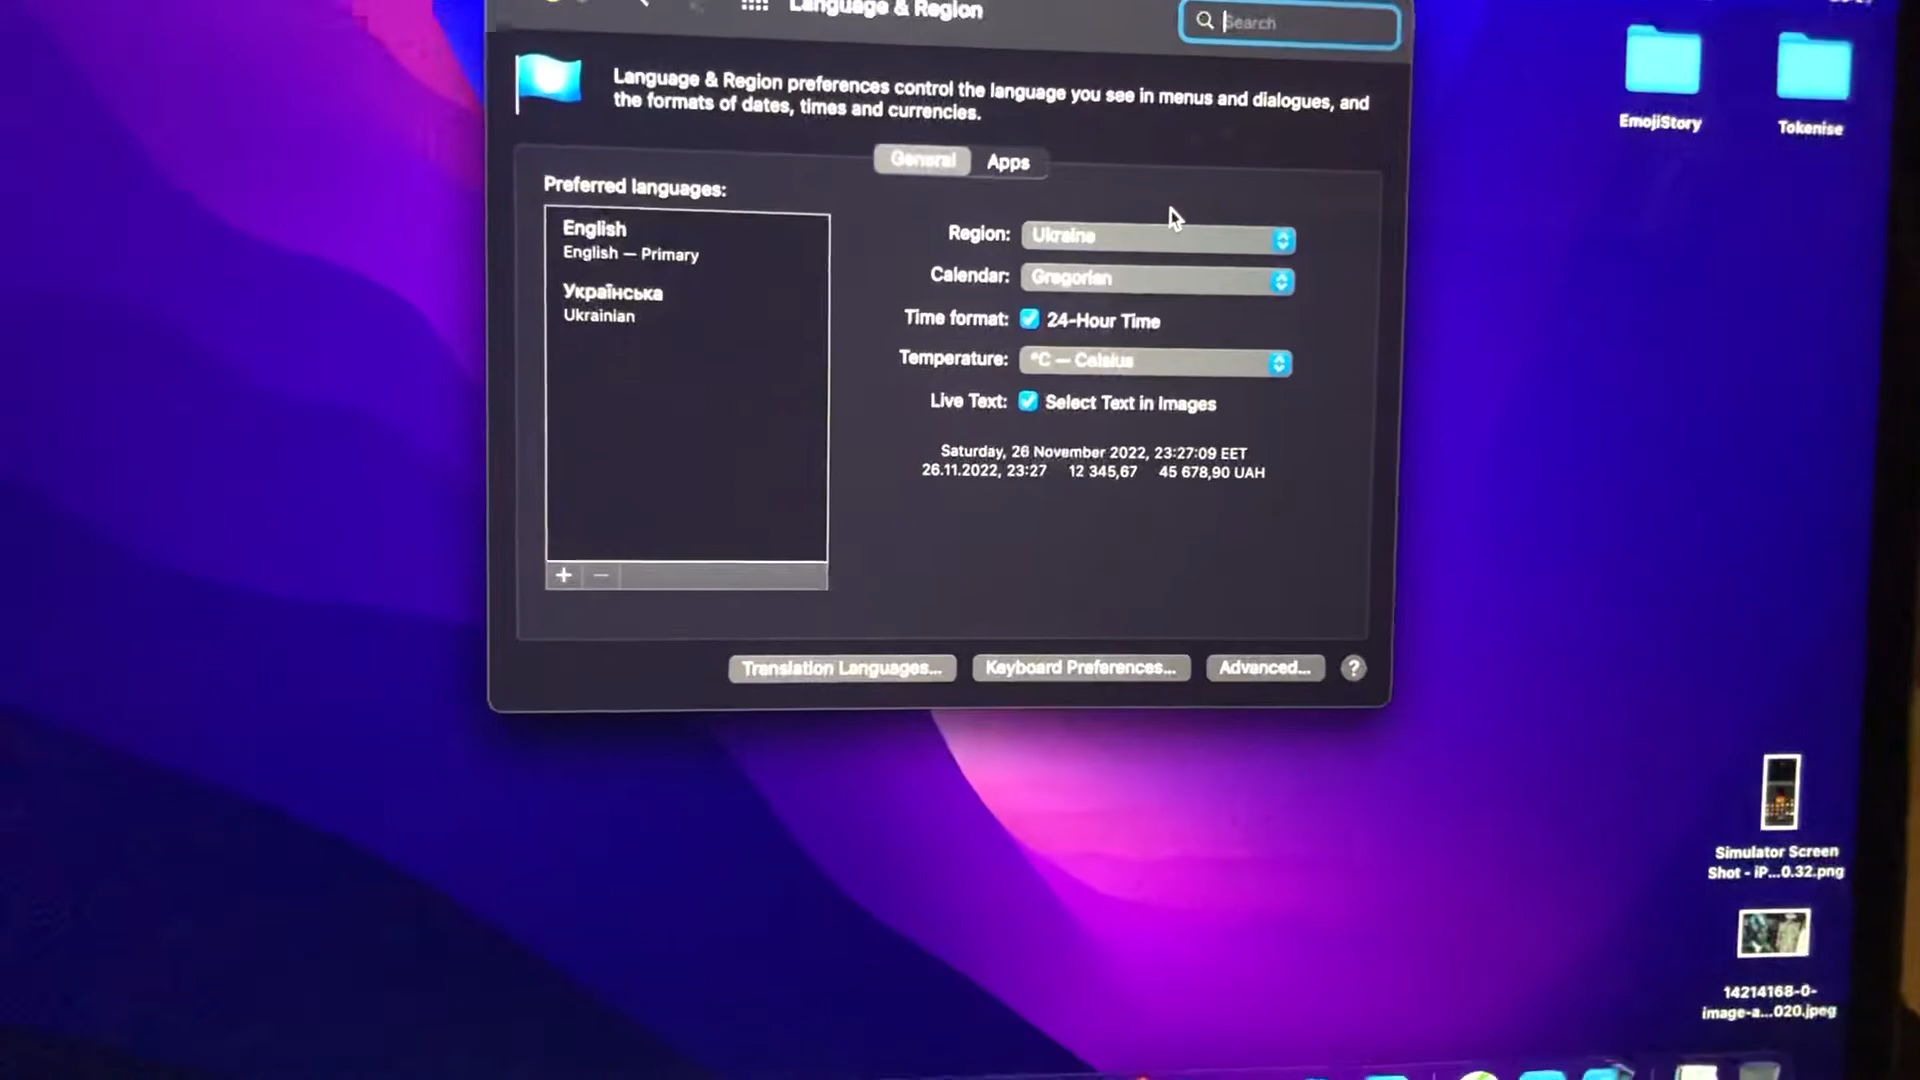 Language & Region
Search
Language & Region preferences control the language you see in menus and dialogues, and
the formats of dates, times and currencies.
General
Apps
Preferred languages:
English
English — Primary
Українська
Ukrainian
+ −
Region: Ukraine
Calendar: Gregorian
Time format: 24-Hour Time
Temperature: °C — Celsius
Live Text: Select Text in Images
Saturday, 26 November 2022, 23:27:09 EET
26.11.2022, 23:27 12 345,67 45 678,90 UAH
Translation Languages...
Keyboard Preferences...
Advanced...
?
EmojiStory
Tokenise
Simulator Screen
Shot - iP...0.32.png
14214168-0-
image-a...020.jpeg